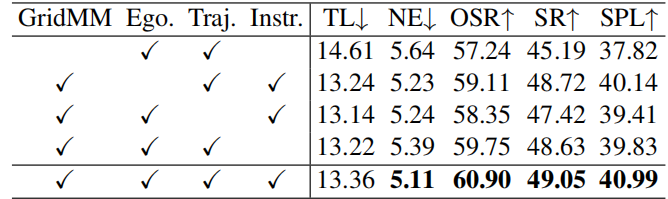 GridMM Ego. Traj. Instr. TL↓ NE↓ OSR↑ SR↑ SPL↑
✓ ✓ 14.61 5.64 57.24 45.19 37.82
✓ ✓ ✓ 13.24 5.23 59.11 48.72 40.14
✓ ✓ ✓ 13.14 5.24 58.35 47.42 39.41
✓ ✓ ✓ 13.22 5.39 59.75 48.63 39.83
✓ ✓ ✓ ✓ 13.36 5.11 60.90 49.05 40.99